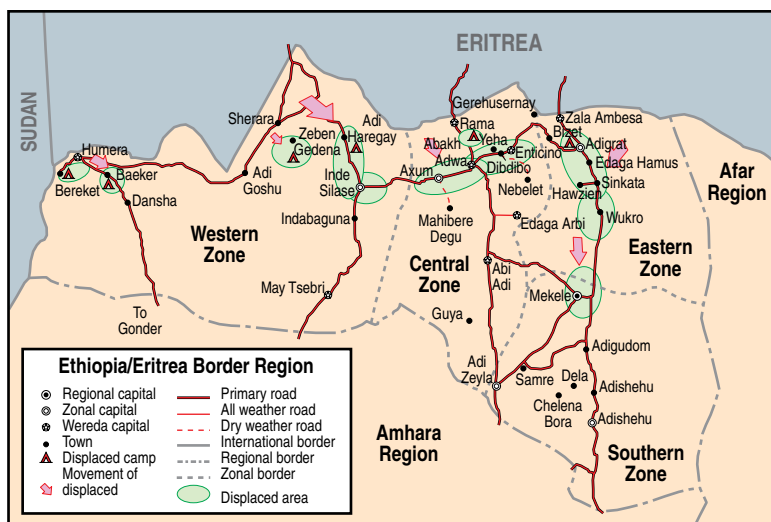 ERITREA
SUDAN
Gerehusernay
Zala Ambesa
Sherara
Adi
Haregay
Rama
Bizet
Zeben
Gedena
Abakh
Yeha
Adigrat
Humera
Adwa
Enticino
Edaga Hamus
Bereket
Baeker
Adi
Goshu
Inde
Silase
Axum
Dibdibo
Sinkata
Afar
Region
Dansha
Nebelet
Hawzien
Indabaguna
Mahibere
Degu
Edaga Arbi
Wukro
Western
Zone
Central
Zone
Eastern
Zone
Abi
Adi
May Tsebri
Mekele
To
Gonder
Guya
Adigudom
Adi
Zeyla
Samre
Dela
Adishehu
Chelena
Bora
Adishehu
Amhara
Region
Southern
Zone
Ethiopia/Eritrea Border Region
Regional capital
Zonal capital
Wereda capital
Town
Displaced camp
Movement of
displaced
Primary road
All weather road
Dry weather road
International border
Regional border
Zonal border
Displaced area